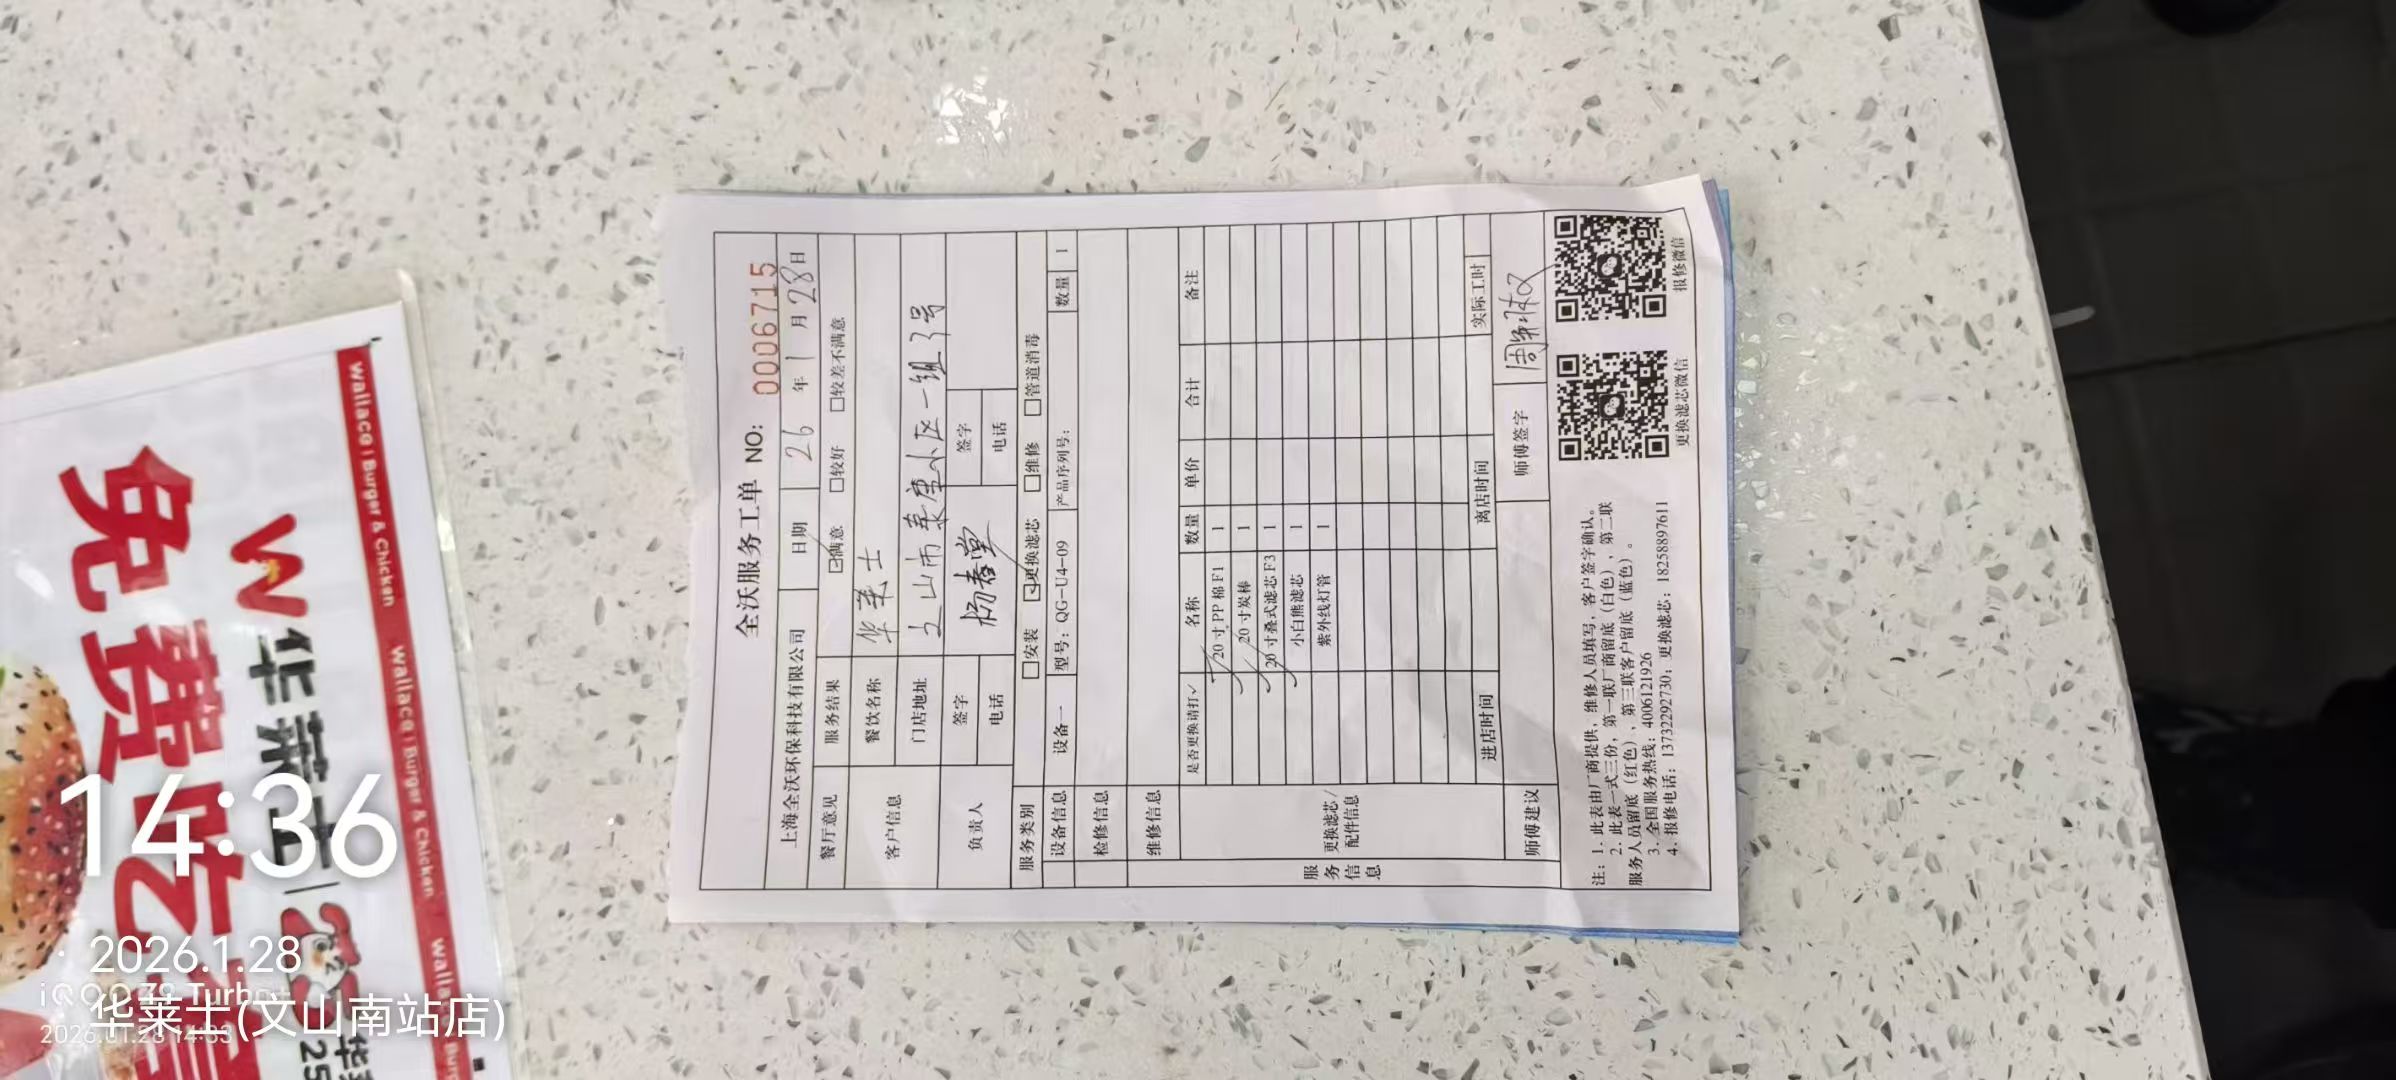 全沃服务工单 NO: 0006715
上海全沃环保科技有限公司 日期 26 年 1 月 28 日
餐厅意见 服务结果 ☑满意 □较好 □较差不满意
客户信息 餐饮名称 华莱士
门店地址 文山市泰康小区一组3号
负责人 签字 杨春堂 签字
电话 电话
服务类别 □安装 ☑更换滤芯 □维修 □管道消毒
设备信息 设备一 型号: QG-U4-09 产品序列号: 数量 1
检修信息
维修信息
服务信息
更换滤芯/配件信息
是否更换请打✓ 名称 数量 单价 合计 备注
✓ 20寸PP棉F1 1
✓ 20寸炭棒 1
✓ 20寸叠式滤芯F3 1
✓ 小白熊滤芯 1
紫外线灯管 1
进店时间 离店时间 实际工时
师傅建议 师傅签字
注: 1. 此表由厂商提供, 维修人员填写, 客户签字确认。
2. 此表一式三份, 第一联厂商留底 (白色), 第二联
服务人员留底 (红色), 第三联客户留底 (蓝色)。
3. 全国服务热线: 4006121926
4. 报修电话: 13732292730; 更换滤芯: 18258897611
更换滤芯微信
报修微信
免费吃
W
华莱士
wallace | Burger & Chicken
wallace | Burger & Chicken
14:36
2026.1.28
华莱士(文山南站店)
iQOO Z9 Turbo+
2026.01.28 14:33